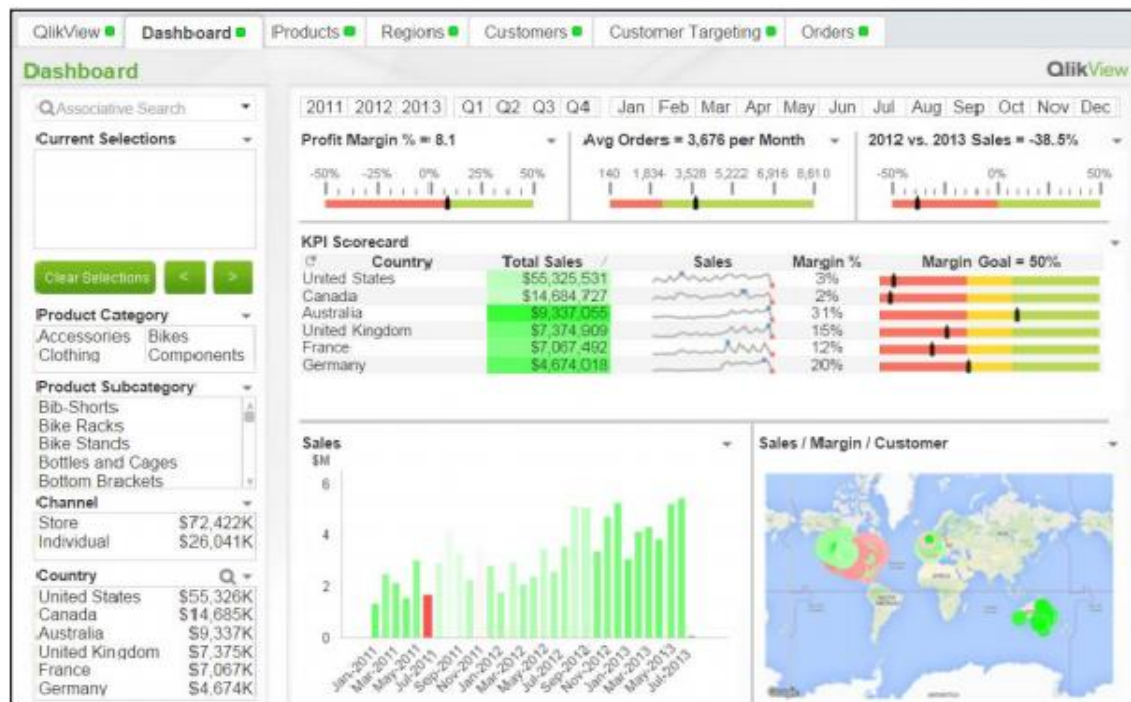 QlikView Dashboard Products Regions Customers Customer Targeting Orders
Dashboard
QlikView
Associative Search
Current Selections
Clear Selections < >
Product Category
Accessories Bikes
Clothing Components
Product Subcategory
Bib-Shorts
Bike Racks
Bike Stands
Bottles and Cages
Bottom Brackets
Channel
Store $72,422K
Individual $26,041K
Country
United States $55,326K
Canada $14,685K
Australia $9,337K
United Kingdom $7,375K
France $7,067K
Germany $4,674K
2011 2012 2013 Q1 Q2 Q3 Q4 Jan Feb Mar Apr May Jun Jul Aug Sep Oct Nov Dec
Profit Margin % = 8.1
-50% -25% 0% 25% 50%
Avg Orders = 3,676 per Month
140 1,834 3,528 5,222 6,916 8,610
2012 vs. 2013 Sales = -38.5%
-50% 0% 50%
KPI Scorecard
Country Total Sales Sales Margin % Margin Goal = 50%
United States $55,325,531 3%
Canada $14,684,727 2%
Australia $9,337,055 31%
United Kingdom $7,374,909 15%
France $7,067,492 12%
Germany $4,674,018 20%
Sales
$M
6
4
2
0
Jan-2011 Mar-2011 May-2011 Jul-2011 Sep-2011 Nov-2011 Jan-2012 Mar-2012 May-2012 Jul-2012 Sep-2012 Nov-2012 Jan-2013 Mar-2013 May-2013 Jul-2013
Sales / Margin / Customer
AFRICA
Google